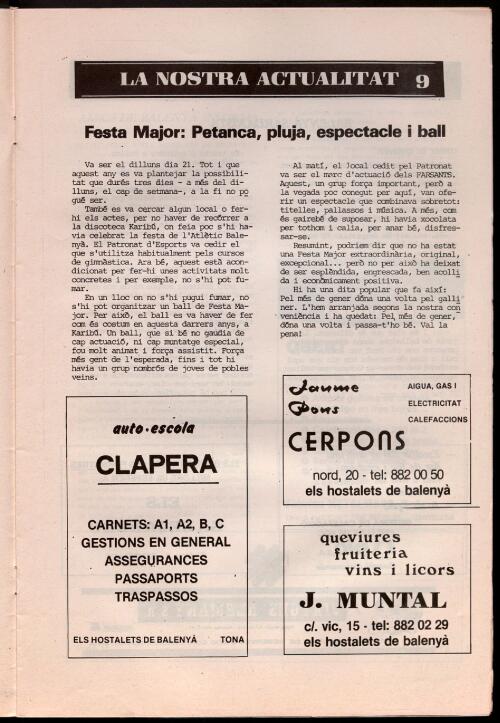 LA NOSTRA ACTUALITAT 9
Festa Major: Petanca, pluja, espectacle i ball
Va ser el dilluns dia 21. Tot i que
aquest any es va plantejar la possibili-
tat que durés tres dies - a més del di-
lluns, el cap de setmana-, a la fi no po
gué ser.
També es va cercar algun local o fer-
hi els actes, per no haver de recórrer a
la discoteca Karibú, on feia poc s'hi ha-
via celebrat la festa de l'Atlètic Bale-
nyà. El Patronat d'Esports va cedir el
que s'utilitza habitualment pels cursos
de gimnàstica. Ara bé, aquest està acon-
dicionat per fer-hi unes activitats molt
concretes i per exemple, no s'hi pot fu-
mar.
En un lloc on no s'hi pugui fumar, no
s'hi pot organitzar un ball de Festa Ma-
jor. Per això, el ball es va haver de fer
com és costum en aquesta darrers anys, a
Karibú. Un ball, que si bé no gaudia de
cap actuació, ni cap muntatge especial,
fou molt animat i força assistit. Força
més gent de l'esperada, fins i tot hi
havia un grup nombrós de joves de pobles
veins.
Al matí, el Jocal cedit pel Patronat
va ser el marc d'actuació dels FARSANTS.
Aquest, un grup força important, però a
la vegada poc conegut per aquí, van ofe-
rir un espectacle que combinava sobretot:
titelles, pallassos i música. A més, com
és gairebé de suposar, hi havia xocolata
per tothom i calia, per anar bé, disfres-
sar-se.
Resumint, podríem dir que no ha estat
una Festa Major extraordinària, original,
excepcional... però no per això ha deixat
de ser esplèndida, engrescada, ben acolli
da i econòmicament positiva.
Hi ha una dita popular que fa així:
Pel més de gener dóna una volta pel galli
ner. L'hem arranjada segons la nostra con
veniència i ha quedat: Pel més de gener,
dóna una volta i passa-t'ho bé. Val la
pena!
auto-escola
CLAPERA
CARNETS: A1, A2, B, C
GESTIONS EN GENERAL
ASSEGURANCES
PASSAPORTS
TRASPASSOS
ELS HOSTALETS DE BALENYÀ TONA
Jaume
Pons
AIGUA, GAS I
ELECTRICITAT
CALEFACCIONS
CERPONS
nord, 20 - tel: 882 00 50
els hostalets de balenyà
queviures
fruiteria
vins i licors
J. MUNTAL
c/. vic, 15 - tel: 882 02 29
els hostalets de balenyà